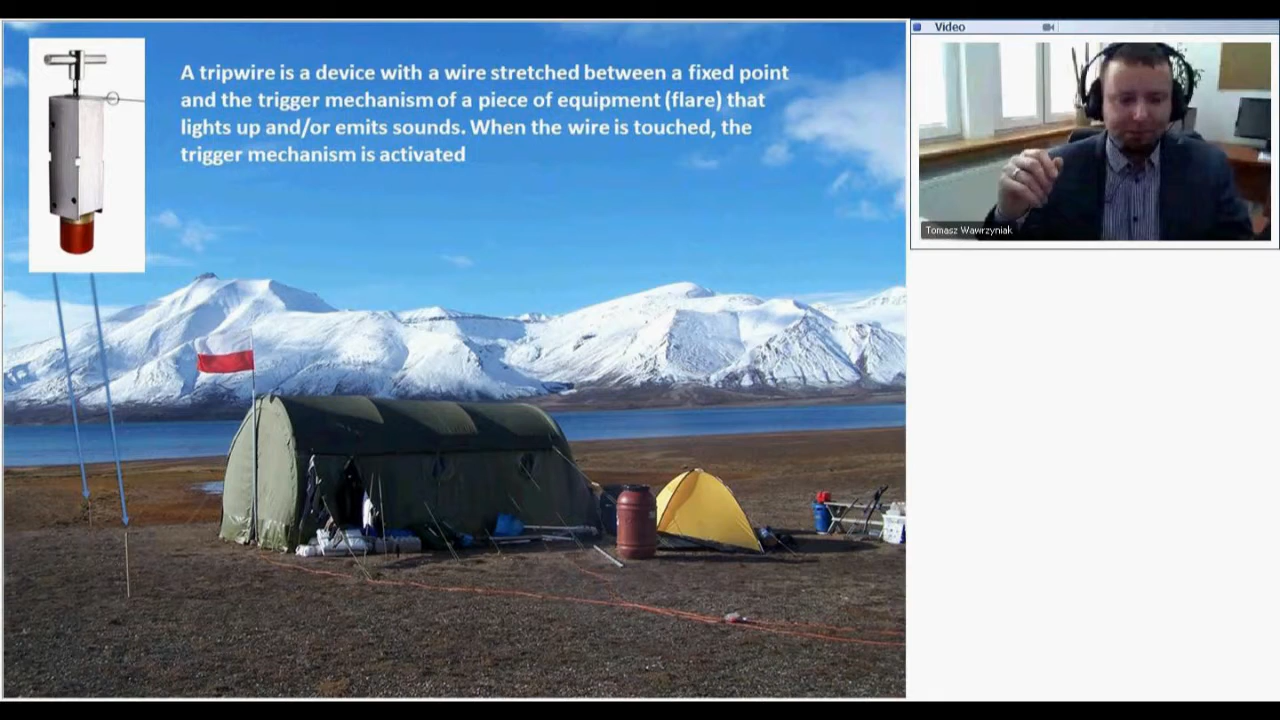 A tripwire is a device with a wire stretched between a fixed point
and the trigger mechanism of a piece of equipment (flare) that
lights up and/or emits sounds. When the wire is touched, the
trigger mechanism is activated
Video
Tomasz Wawrzyniak